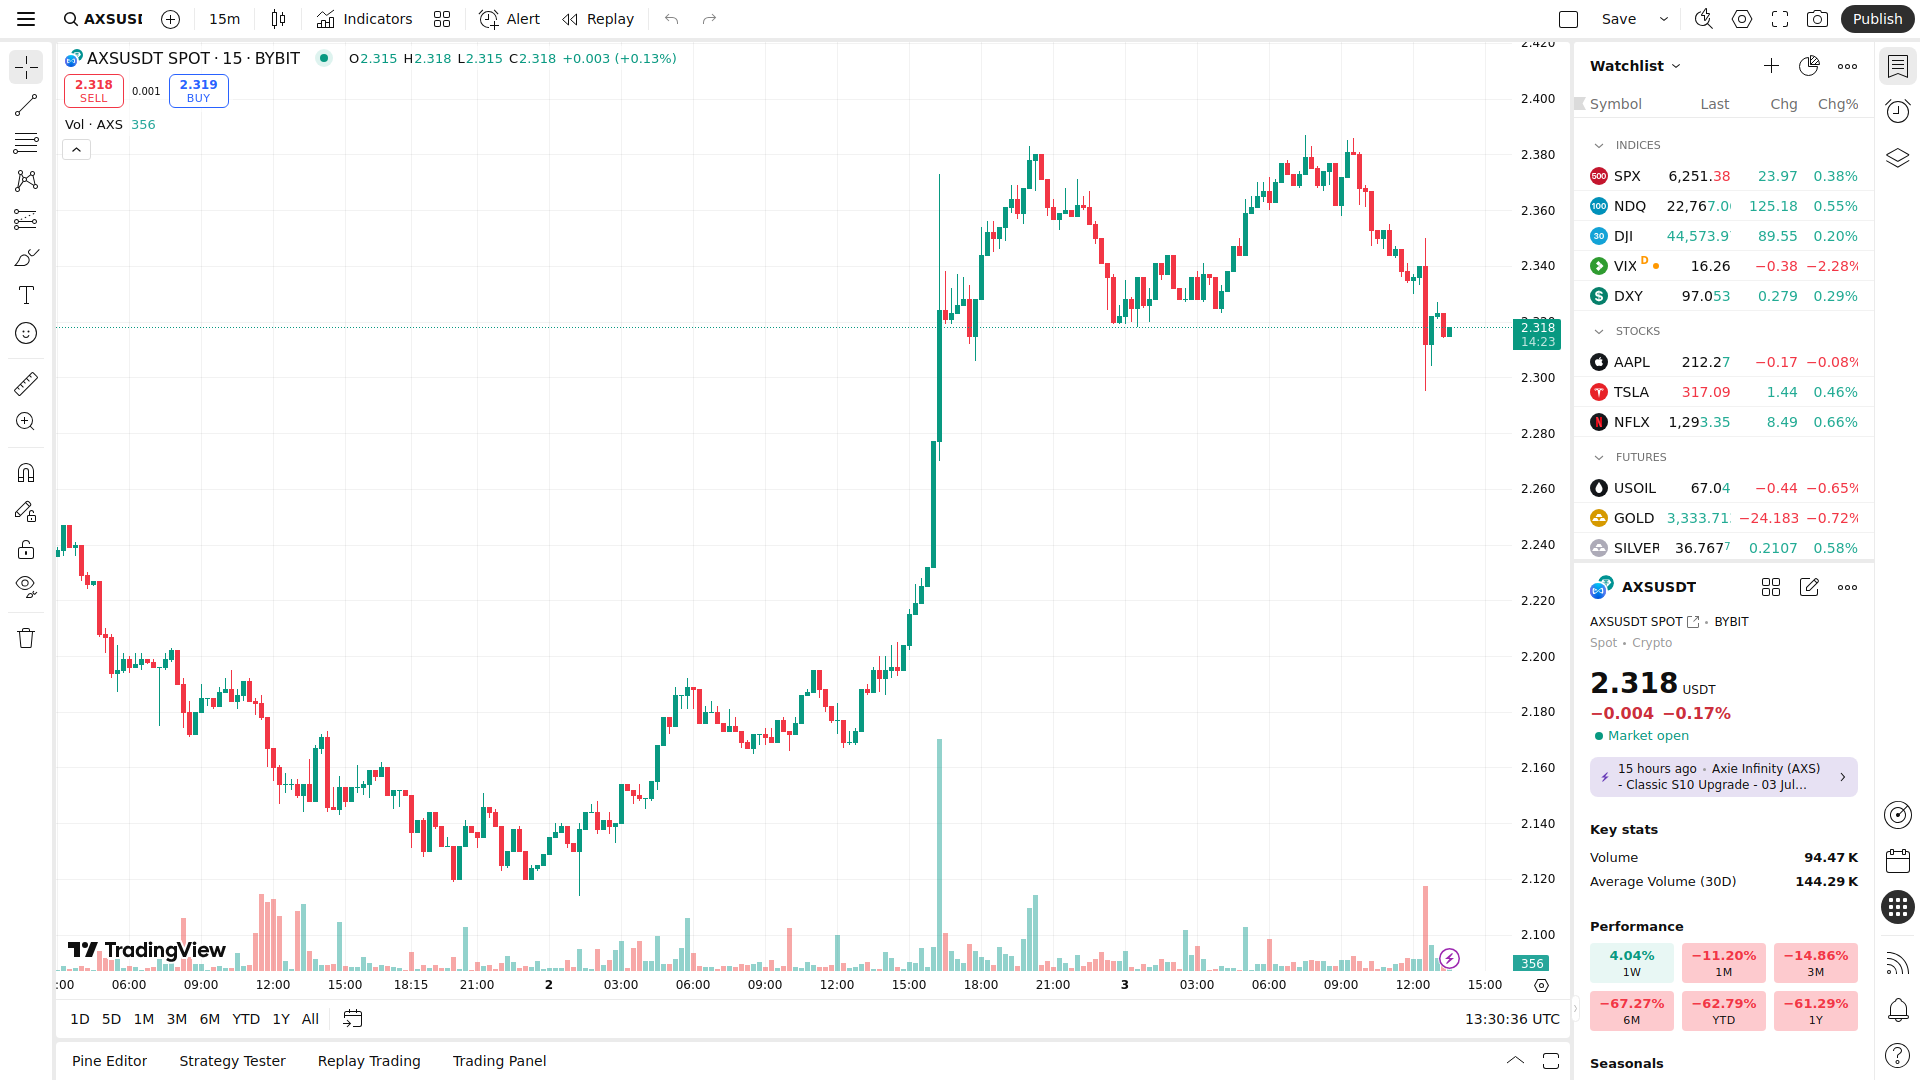 AXSUSI 15m Indicators Alert Replay Save Publish
AXSUSDT SPOT · 15 · BYBIT O2.315 H2.318 L2.315 C2.318 +0.003 (+0.13%)
2.318 SELL 0.001 2.319 BUY
Vol · AXS 356
2.420
2.400
2.380
2.360
2.340
2.318
14:23
2.300
2.280
2.260
2.240
2.220
2.200
2.180
2.160
2.140
2.120
2.100
356
TradingView
:00 06:00 09:00 12:00 15:00 18:15 21:00 2 03:00 06:00 09:00 12:00 15:00 18:00 21:00 3 03:00 06:00 09:00 12:00 15:00
1D 5D 1M 3M 6M YTD 1Y All 13:30:36 UTC
Pine Editor Strategy Tester Replay Trading Trading Panel
Watchlist
Symbol Last Chg Chg%
INDICES
500 SPX 6,251.38 23.97 0.38%
100 NDQ 22,767.0 125.18 0.55%
30 DJI 44,573.9 89.55 0.20%
VIX D 16.26 −0.38 −2.28%
$ DXY 97.053 0.279 0.29%
STOCKS
AAPL 212.27 −0.17 −0.08%
TSLA 317.09 1.44 0.46%
N NFLX 1,293.35 8.49 0.66%
FUTURES
USOIL 67.04 −0.44 −0.65%
GOLD 3,333.71 −24.183 −0.72%
SILVER 36.7677 0.2107 0.58%
AXSUSDT
AXSUSDT SPOT • BYBIT
Spot • Crypto
2.318 USDT
−0.004 −0.17%
Market open
15 hours ago • Axie Infinity (AXS)
- Classic S10 Upgrade - 03 Jul...
Key stats
Volume 94.47 K
Average Volume (30D) 144.29 K
Performance
4.04% −11.20% −14.86%
1W 1M 3M
−67.27% −62.79% −61.29%
6M YTD 1Y
Seasonals